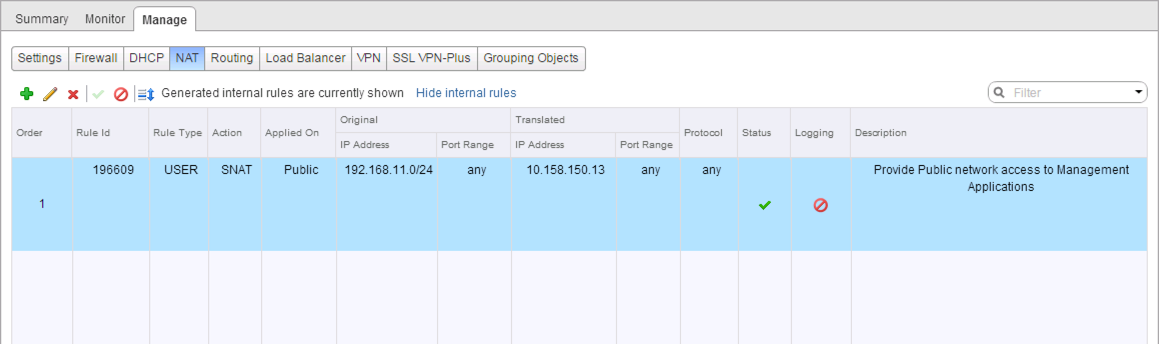 Summary Monitor Manage
Settings Firewall DHCP NAT Routing Load Balancer VPN SSL VPN-Plus Grouping Objects
Generated internal rules are currently shown Hide internal rules Filter
Order Rule Id Rule Type Action Applied On Original Translated Protocol Status Logging Description
IP Address Port Range IP Address Port Range
196609 USER SNAT Public 192.168.11.0/24 any 10.158.150.13 any any Provide Public network access to Management
Applications
1